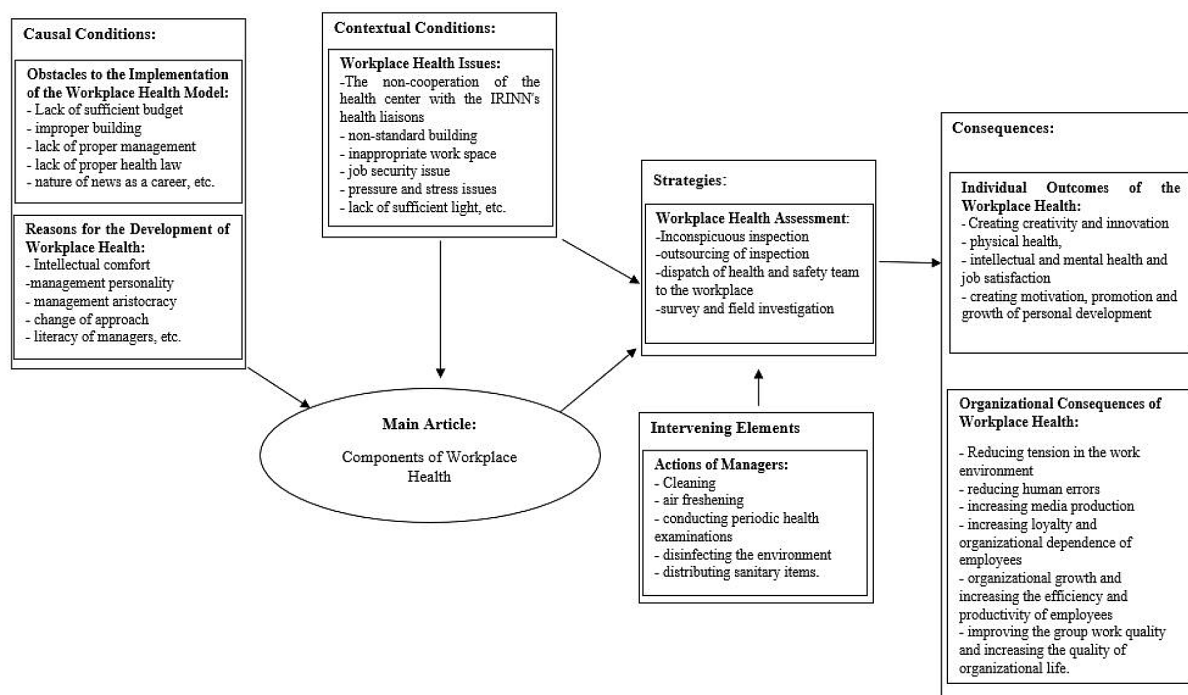 Causal Conditions:
Obstacles to the Implementation
of the Workplace Health Model:
- Lack of sufficient budget
- improper building
- lack of proper management
- lack of proper health law
- nature of news as a career, etc.
Reasons for the Development of
Workplace Health:
- Intellectual comfort
-management personality
- management aristocracy
- change of approach
- literacy of managers, etc.
Contextual Conditions:
Workplace Health Issues:
-The non-cooperation of the
health center with the IRINN's
health liaisons
- non-standard building
- inappropriate work space
- job security issue
- pressure and stress issues
- lack of sufficient light, etc.
Main Article:
Components of Workplace
Health
Strategies:
Workplace Health Assessment:
-Inconspicuous inspection
-outsourcing of inspection
-dispatch of health and safety team
to the workplace
-survey and field investigation
Intervening Elements
Actions of Managers:
- Cleaning
- air freshening
- conducting periodic health
examinations
- disinfecting the environment
- distributing sanitary items.
Consequences:
Individual Outcomes of the
Workplace Health:
- Creating creativity and innovation
- physical health,
- intellectual and mental health and
job satisfaction
- creating motivation, promotion and
growth of personal development
Organizational Consequences of
Workplace Health:
- Reducing tension in the work
environment
- reducing human errors
- increasing media production
- increasing loyalty and
organizational dependence of
employees
- organizational growth and
increasing the efficiency and
productivity of employees
- improving the group work quality
and increasing the quality of
organizational life.